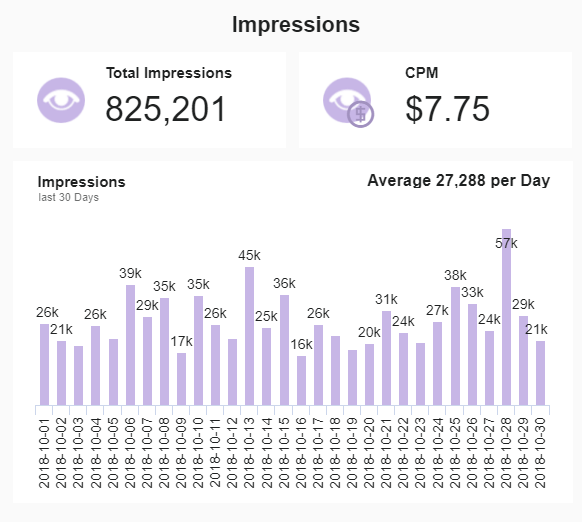 Impressions
Total Impressions
825,201
CPM
$7.75
$
Impressions
last 30 Days
Average 27,288 per Day
26k
21k
26k
39k
29k
35k
17k
35k
26k
45k
25k
36k
16k
26k
20k
31k
24k
27k
38k
33k
24k
57k
29k
21k
2018-10-01
2018-10-02
2018-10-03
2018-10-04
2018-10-05
2018-10-06
2018-10-07
2018-10-08
2018-10-09
2018-10-10
2018-10-11
2018-10-12
2018-10-13
2018-10-14
2018-10-15
2018-10-16
2018-10-17
2018-10-18
2018-10-19
2018-10-20
2018-10-21
2018-10-22
2018-10-23
2018-10-24
2018-10-25
2018-10-26
2018-10-27
2018-10-28
2018-10-29
2018-10-30